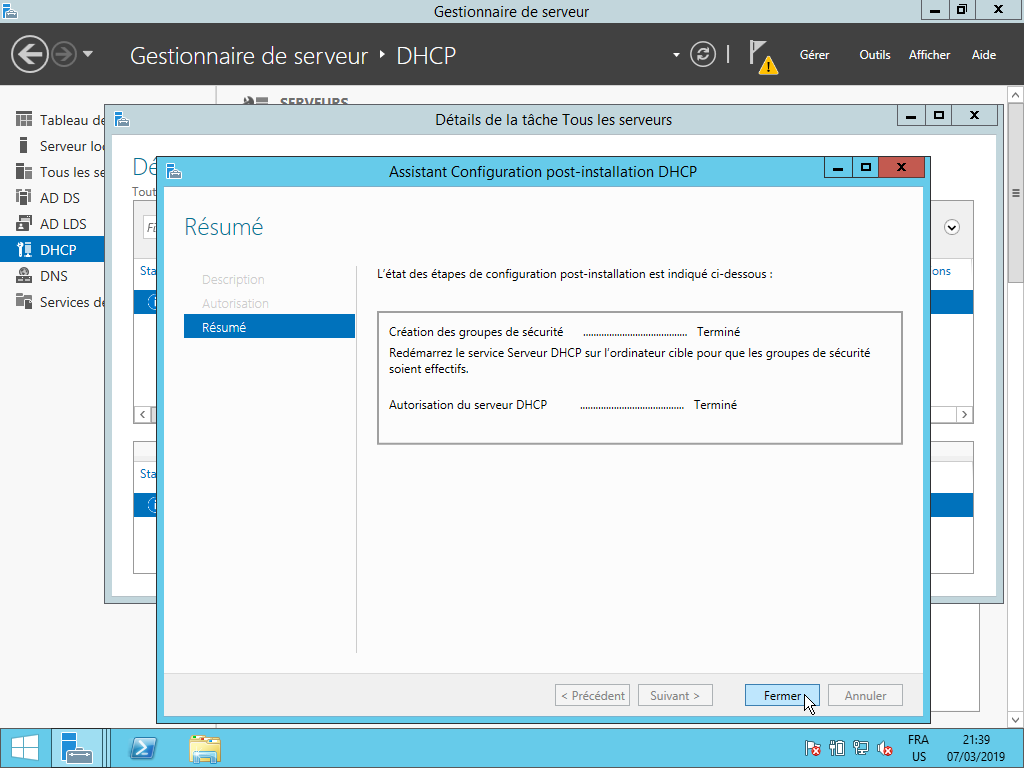 Gestionnaire de serveur
Gestionnaire de serveur ‣ DHCP
Gérer Outils Afficher Aide
SERVEURS
Tableau de
Serveur loc
Tous les se
AD DS
AD LDS
DHCP
DNS
Services de
Détails de la tâche Tous les serveurs
Dé
Tout
Fi
Sta
ons
Sta
Assistant Configuration post-installation DHCP
Résumé
Description
Autorisation
Résumé
L'état des étapes de configuration post-installation est indiqué ci-dessous :
Création des groupes de sécurité ........................................ Terminé
Redémarrez le service Serveur DHCP sur l'ordinateur cible pour que les groupes de sécurité
soient effectifs.
Autorisation du serveur DHCP ........................................ Terminé
< Précédent Suivant > Fermer Annuler
FRA
US
21:39
07/03/2019